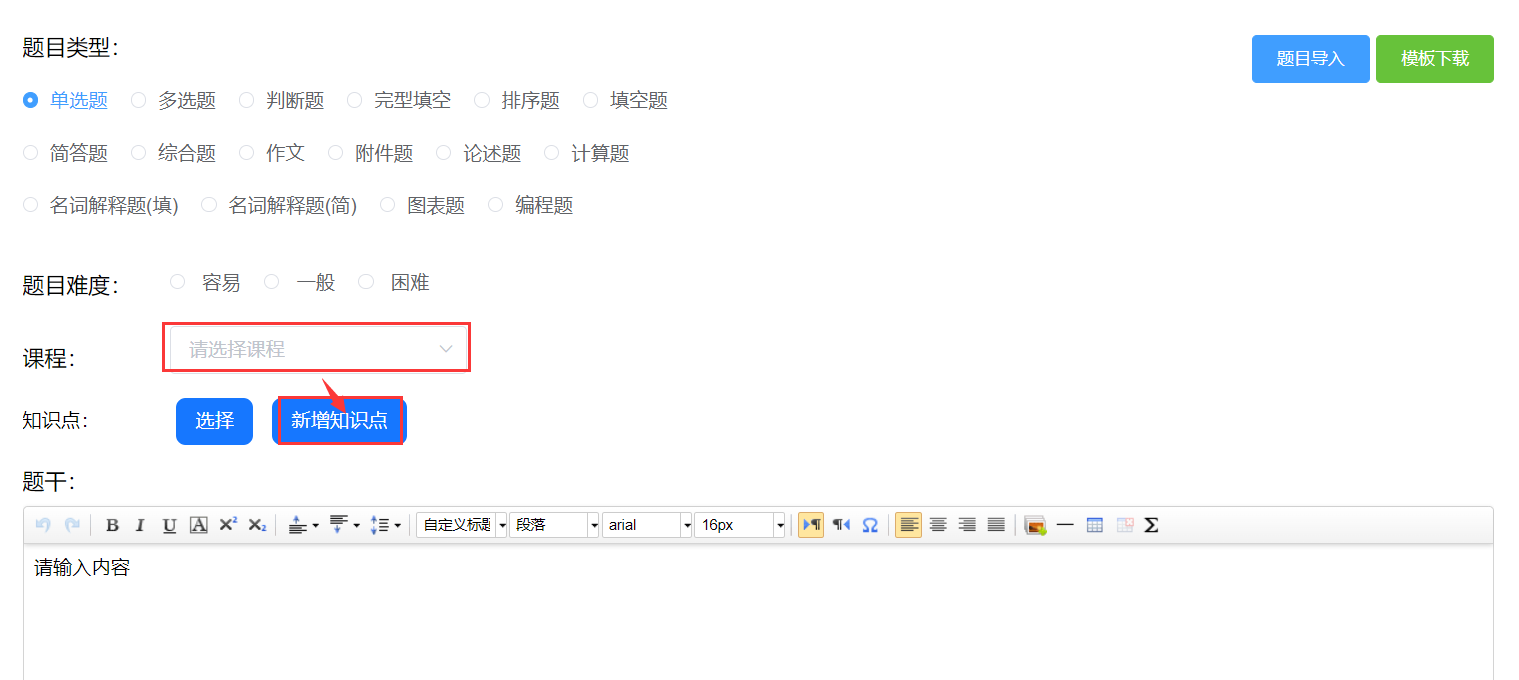 题目类型：
题目导入 模板下载
单选题 多选题 判断题 完型填空 排序题 填空题
简答题 综合题 作文 附件题 论述题 计算题
名词解释题(填) 名词解释题(简) 图表题 编程题
题目难度： 容易 一般 困难
课程： 请选择课程
知识点： 选择 新增知识点
题干：
B I U A X² X₂ 自定义标题 段落 arial 16px Ω Σ
请输入内容